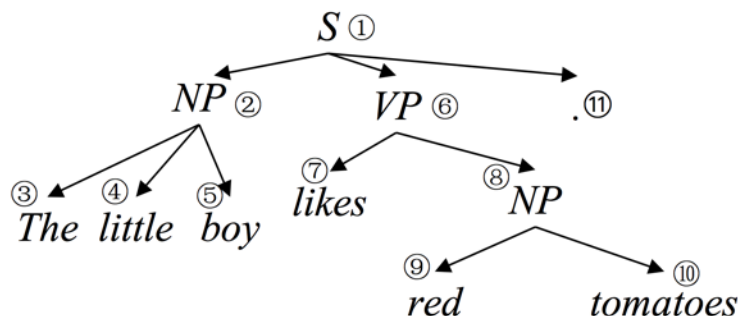 S ①
NP ② VP ⑥ . ⑪
③ ④ ⑤ ⑦ ⑧
The little boy likes NP
⑨ ⑩
red tomatoes